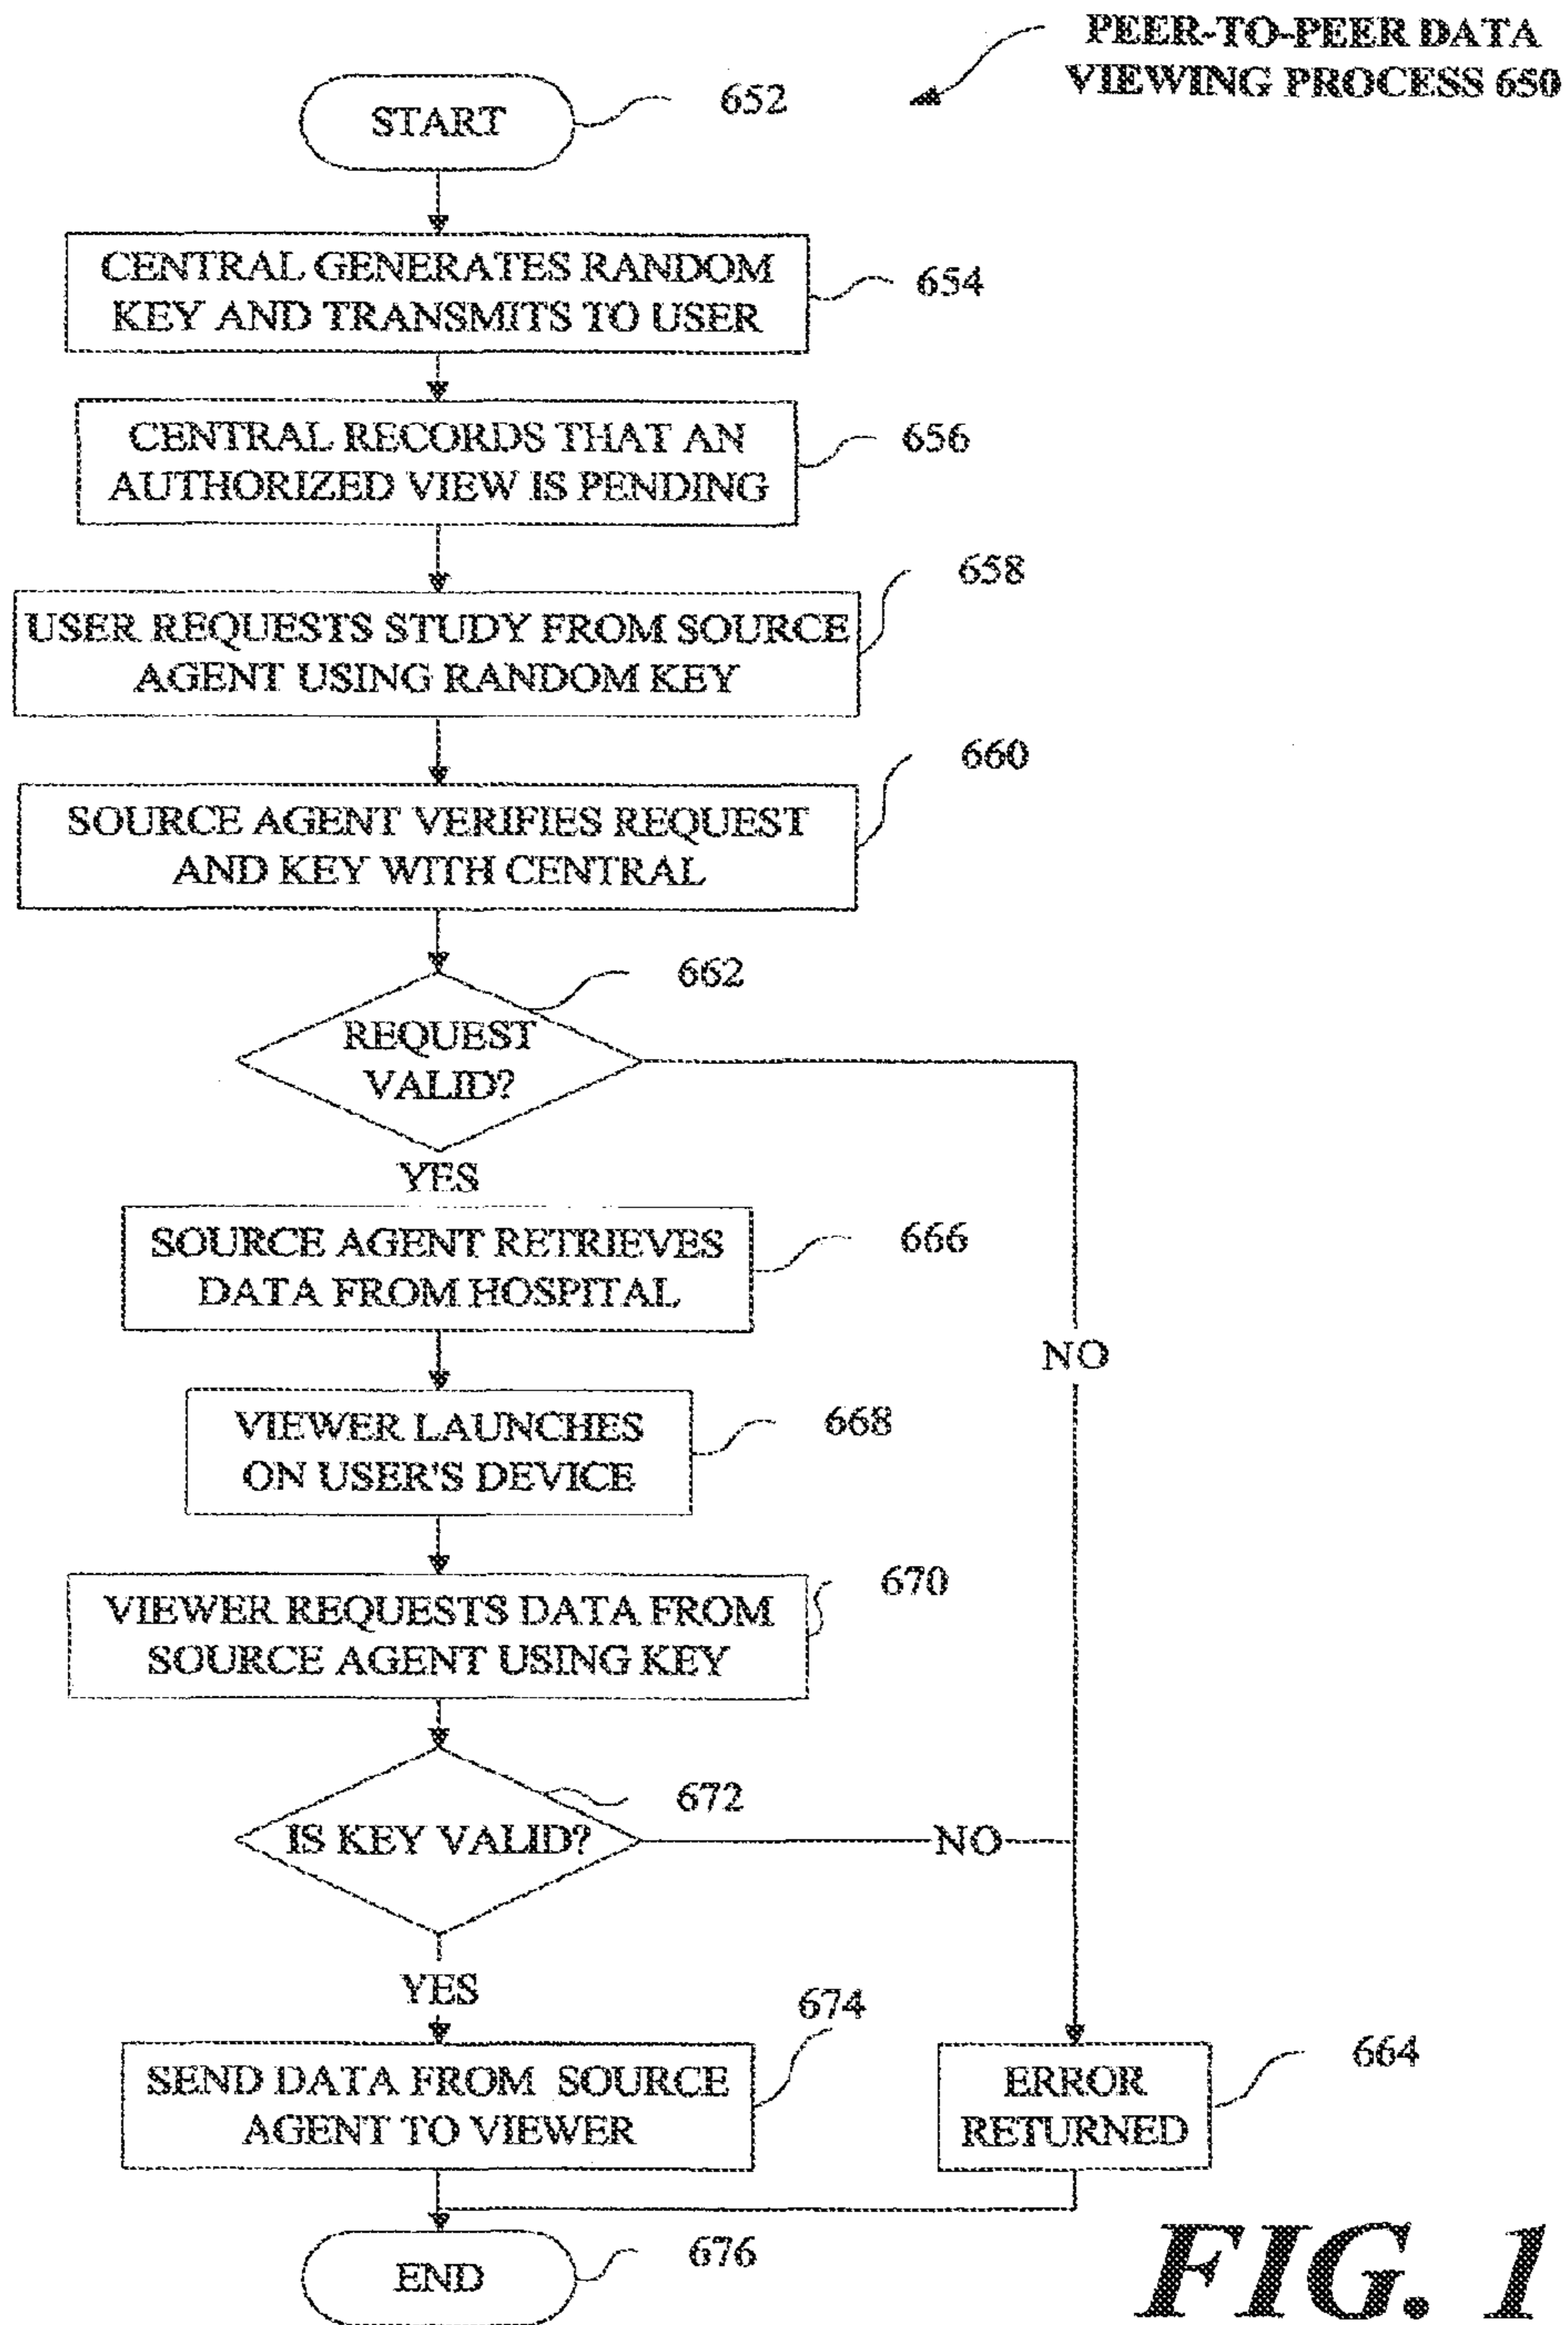 PEER-TO-PEER DATA
VIEWING PROCESS 650
START
652
CENTRAL GENERATES RANDOM
KEY AND TRANSMITS TO USER
654
CENTRAL RECORDS THAT AN
AUTHORIZED VIEW IS PENDING
656
USER REQUESTS STUDY FROM SOURCE
AGENT USING RANDOM KEY
658
SOURCE AGENT VERIFIES REQUEST
AND KEY WITH CENTRAL
660
REQUEST
VALID?
662
YES
SOURCE AGENT RETRIEVES
DATA FROM HOSPITAL
666
NO
VIEWER LAUNCHES
ON USER'S DEVICE
668
VIEWER REQUESTS DATA FROM
SOURCE AGENT USING KEY
670
IS KEY VALID?
672
NO
YES
SEND DATA FROM SOURCE
AGENT TO VIEWER
674
ERROR
RETURNED
664
END
676
FIG. 1